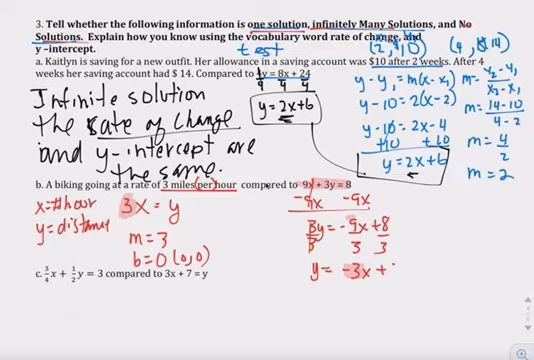 3. Tell whether the following information is one solution, infinitely Many Solutions, and No
Solutions. Explain how you know using the vocabulary word rate of change, and
y-intercept.
test
(2, 10) (4, 14)
a. Kaitlyn is saving for a new outfit. Her allowance in a saving account was $10 after 2 weeks. After 4
weeks her saving account had $ 14. Compared to 4y = 8x + 24
4 4 4
y = 2x+6
Infinite solution
the rate of change
and y-intercept are
the same.
y - y₁ = m(x - x₁)
y - 10 = 2(x - 2)
y - 10 = 2x - 4
+10 +10
y = 2x + 6
m = y₂ - y₁
x₂ - x₁
m = 14 - 10
4 - 2
m = 4
2
m = 2
b. A biking going at a rate of 3 miles (per) hour compared to 9x + 3y = 8
x = # hour
y = distance
3x = y
m = 3
b = 0 (0,0)
-9x -9x
3y = -9x + 8
3 3 3
y = -3x +
c. 3/4 x + 1/2 y = 3 compared to 3x + 7 = y